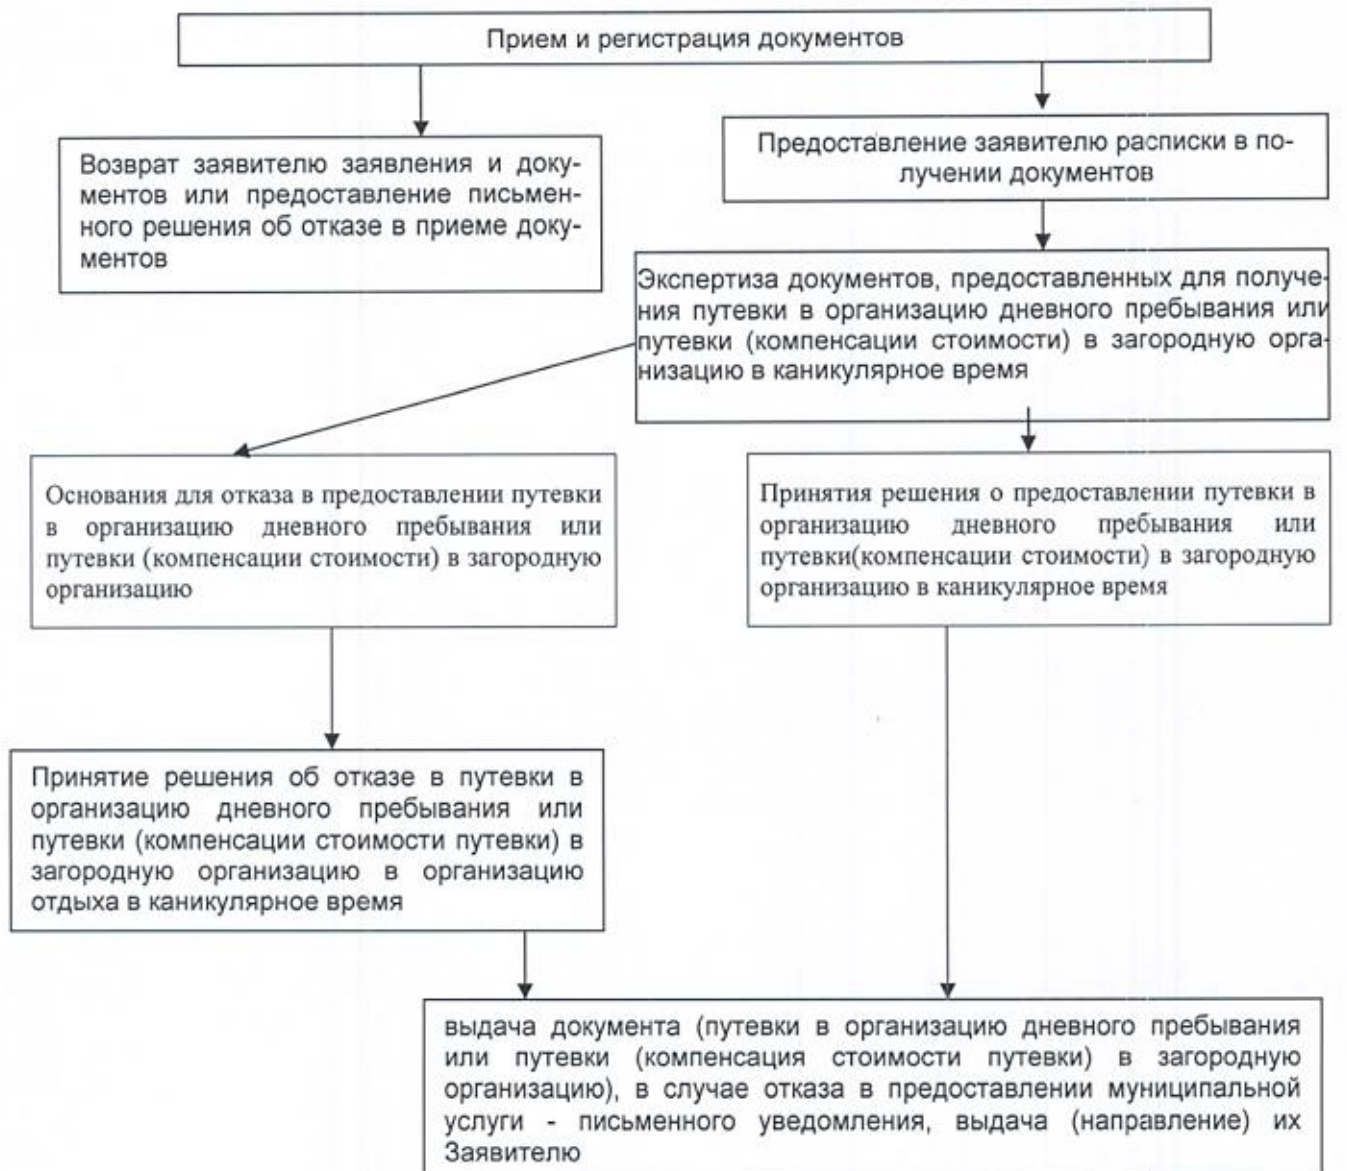 Прием и регистрация документов
Возврат заявителю заявления и доку-
ментов или предоставление письмен-
ного решения об отказе в приеме доку-
ментов
Предоставление заявителю расписки в по-
лучении документов
Экспертиза документов, предоставленных для получе-
ния путевки в организацию дневного пребывания или
путевки (компенсации стоимости) в загородную орга-
низацию в каникулярное время
Основания для отказа в предоставлении путевки
в организацию дневного пребывания или
путевки (компенсации стоимости) в загородную
организацию
Принятия решения о предоставлении путевки в
организацию дневного пребывания или
путевки(компенсации стоимости) в загородную
организацию в каникулярное время
Принятие решения об отказе в путевки в
организацию дневного пребывания или
путевки (компенсации стоимости путевки) в
загородную организацию в организацию
отдыха в каникулярное время
выдача документа (путевки в организацию дневного пребывания
или путевки (компенсация стоимости путевки) в загородную
организацию), в случае отказа в предоставлении муниципальной
услуги - письменного уведомления, выдача (направление) их
Заявителю